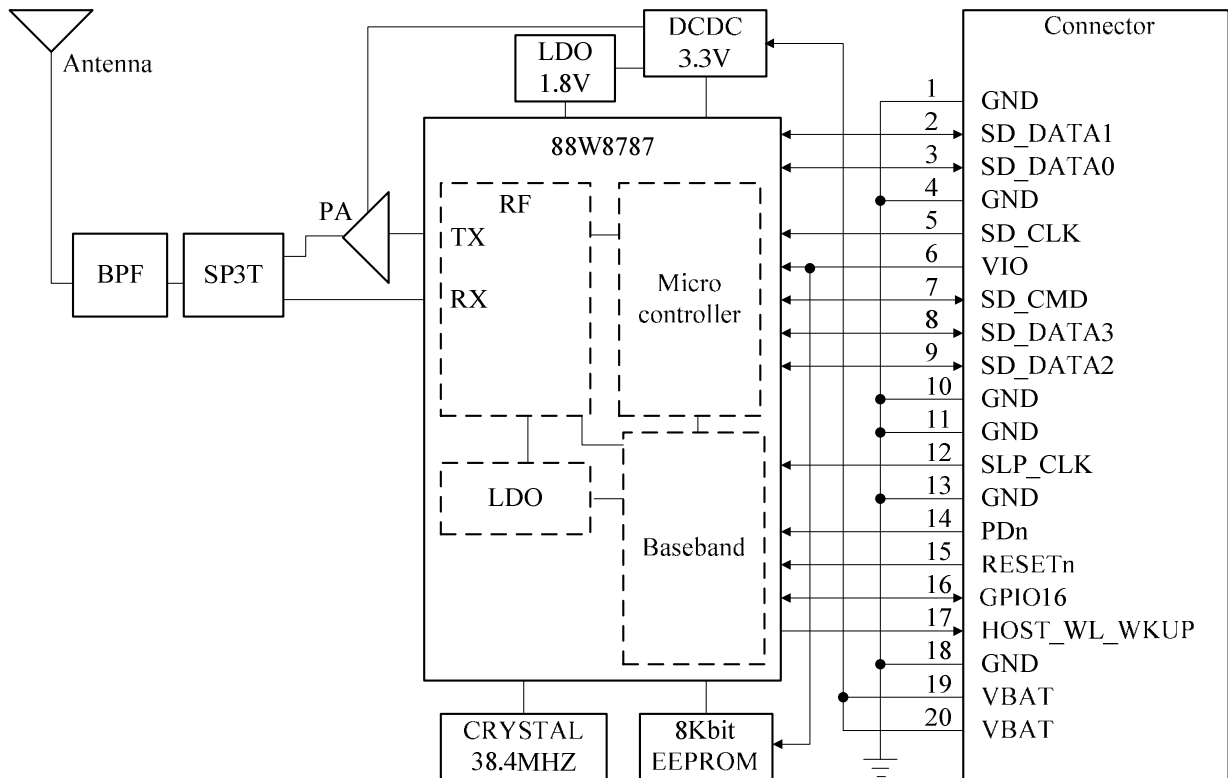 Antenna
DCDC
3.3V
LDO
1.8V
Connector
88W8787
RF
TX
RX
PA
BPF
SP3T
Micro
controller
LDO
Baseband
CRYSTAL
38.4MHZ
8Kbit
EEPROM
1 GND
2 SD_DATA1
3 SD_DATA0
4 GND
5 SD_CLK
6 VIO
7 SD_CMD
8 SD_DATA3
9 SD_DATA2
10 GND
11 GND
12 SLP_CLK
13 GND
14 PDn
15 RESETn
16 GPIO16
17 HOST_WL_WKUP
18 GND
19 VBAT
20 VBAT